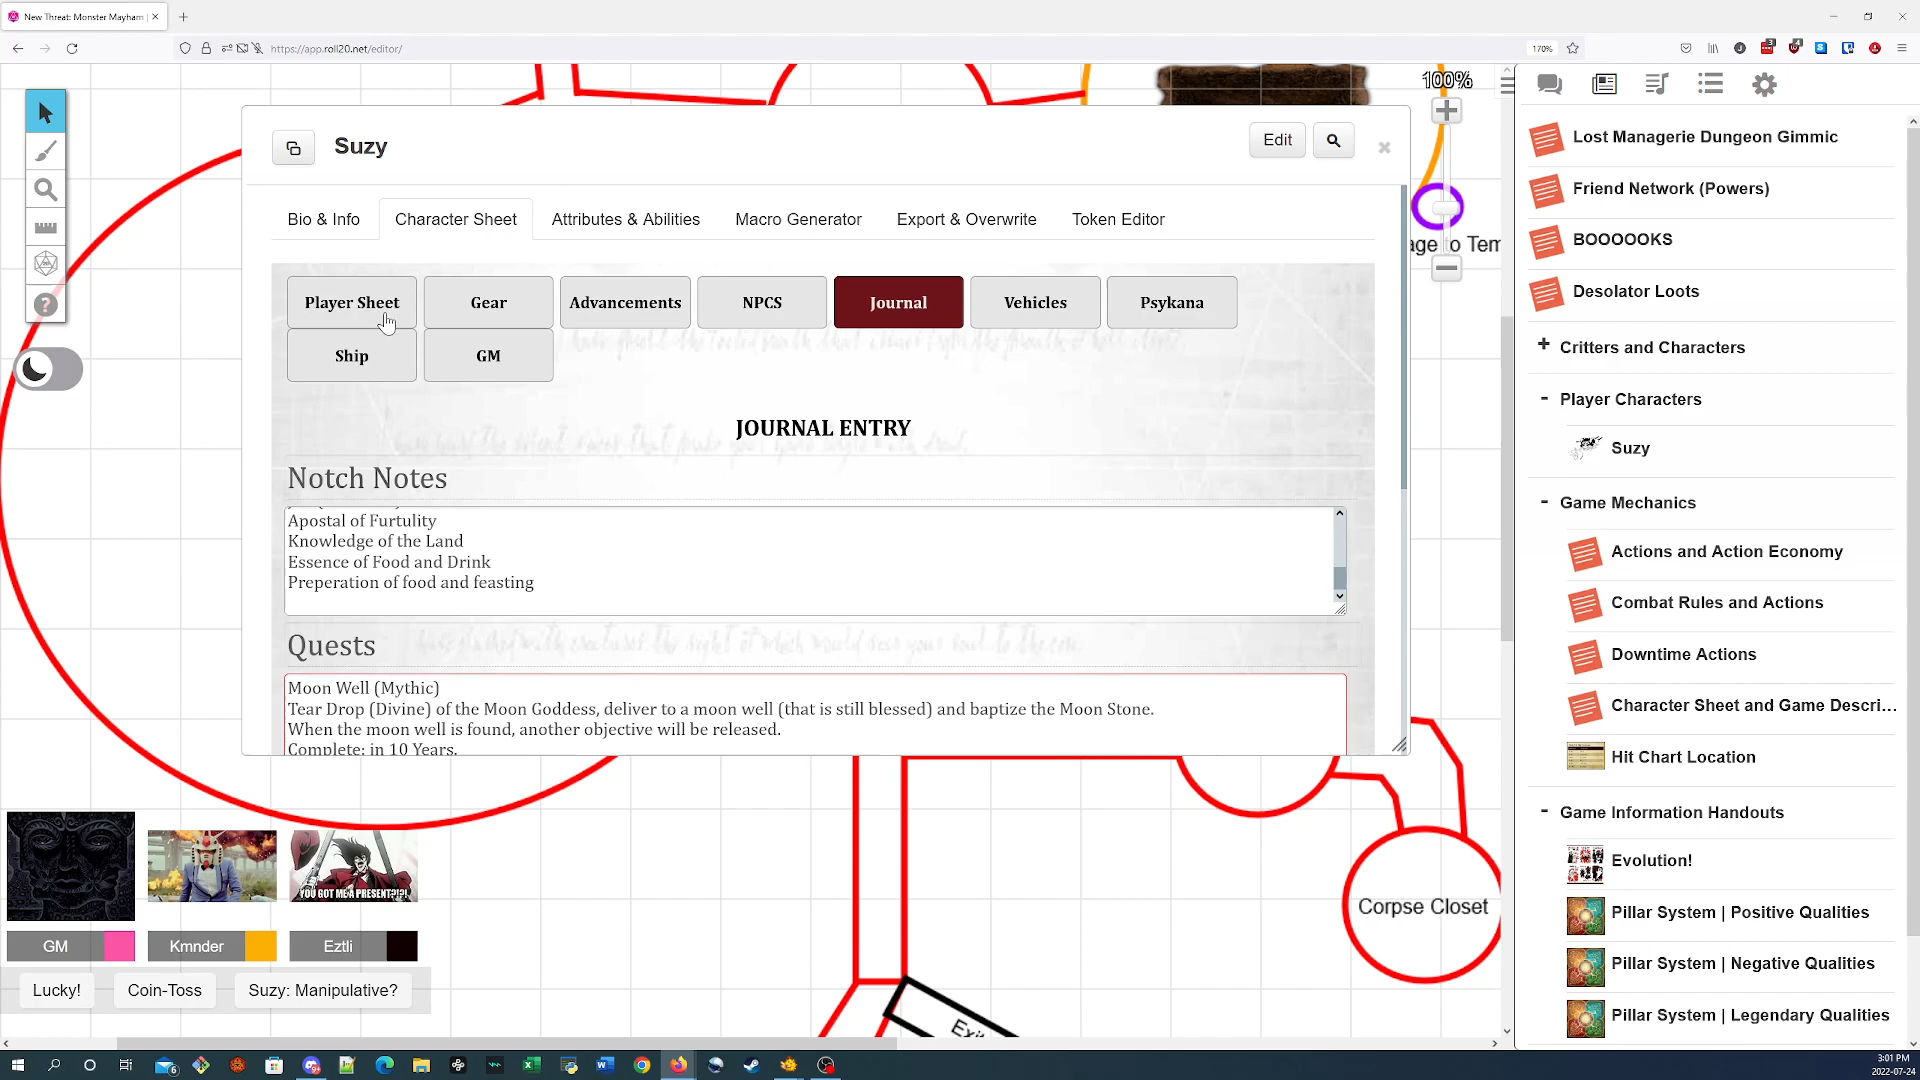 New Threat: Monster Mayham |
https://app.roll20.net/editor/
170%
100%
Suzy
Edit
Bio & Info
Character Sheet
Attributes & Abilities
Macro Generator
Export & Overwrite
Token Editor
Player Sheet
Gear
Advancements
NPCS
Journal
Vehicles
Psykana
Ship
GM
JOURNAL ENTRY
Notch Notes
Apostal of Furtulity
Knowledge of the Land
Essence of Food and Drink
Preperation of food and feasting
Quests
Moon Well (Mythic)
Tear Drop (Divine) of the Moon Goddess, deliver to a moon well (that is still blessed) and baptize the Moon Stone.
When the moon well is found, another objective will be released.
Complete: in 10 Years.
age to Tem
Corpse Closet
Exit
YOU GOT ME A PRESENT?!?!
GM
Kmnder
Eztli
Lucky!
Coin-Toss
Suzy: Manipulative?
Lost Managerie Dungeon Gimmic
Friend Network (Powers)
BOOOOOKS
Desolator Loots
+ Critters and Characters
- Player Characters
Suzy
- Game Mechanics
Actions and Action Economy
Combat Rules and Actions
Downtime Actions
Character Sheet and Game Descri...
Hit Chart Location
- Game Information Handouts
Evolution!
Pillar System | Positive Qualities
Pillar System | Negative Qualities
Pillar System | Legendary Qualities
3:01 PM
2022-07-24